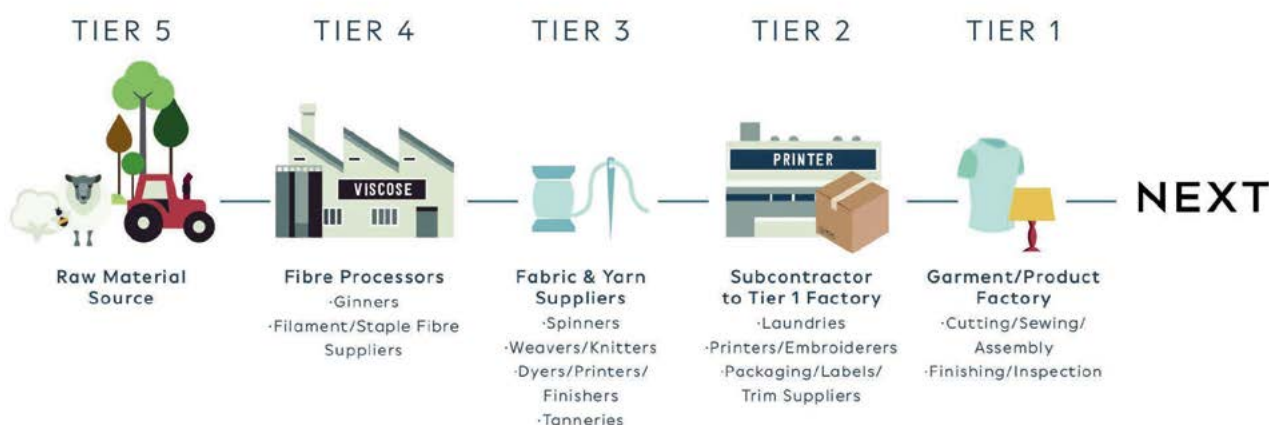 TIER 5
TIER 4
TIER 3
TIER 2
TIER 1
VISCOSE
PRINTER
NEXT
Raw Material
Source
Fibre Processors
·Ginners
·Filament/Staple Fibre
Suppliers
Fabric & Yarn
Suppliers
·Spinners
·Weavers/Knitters
·Dyers/Printers/
Finishers
·Tanneries
Subcontractor
to Tier 1 Factory
·Laundries
·Printers/Embroiderers
·Packaging/Labels/
Trim Suppliers
Garment/Product
Factory
·Cutting/Sewing/
Assembly
·Finishing/Inspection